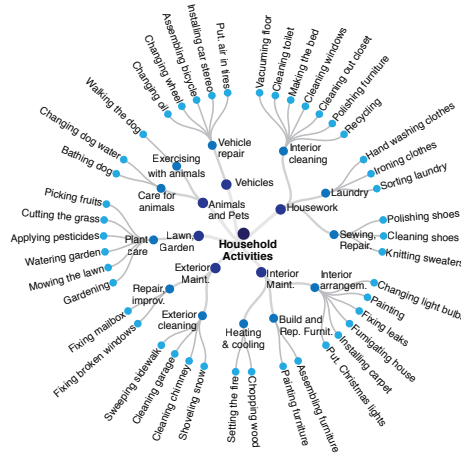 Changing oil
Changing wheel
Assembling bicycle
Installing car stereo
Put. air in tires
Vacuuming floor
Cleaning toilet
Making the bed
Cleaning windows
Cleaning out closet
Polishing furniture
Recycling
Walking the dog
Changing dog water
Bathing dog
Vehicle
repair
Interior
cleaning
Exercising
with animals
Vehicles
Care for
animals
Animals
and Pets
Housework
Laundry
Hand washing clothes
Ironing clothes
Sorting laundry
Picking fruits
Cutting the grass
Applying pesticides
Watering garden
Mowing the lawn
Gardening
Plant
care
Lawn,
Garden
Household
Activities
Sewing,
Repair.
Polishing shoes
Cleaning shoes
Knitting sweaters
Exterior
Maint.
Interior
Maint.
Interior
arrangem.
Changing light bulb
Painting
Fixing leaks
Fumigating house
Installing carpet
Put. Christmas lights
Repair,
improv.
Fixing mailbox
Fixing broken windows
Exterior
cleaning
Sweeping sidewalk
Cleaning garage
Cleaning chimney
Shoveling snow
Heating
& cooling
Setting the fire
Chopping wood
Build and
Rep. Furnit.
Painting furniture
Assembling furniture